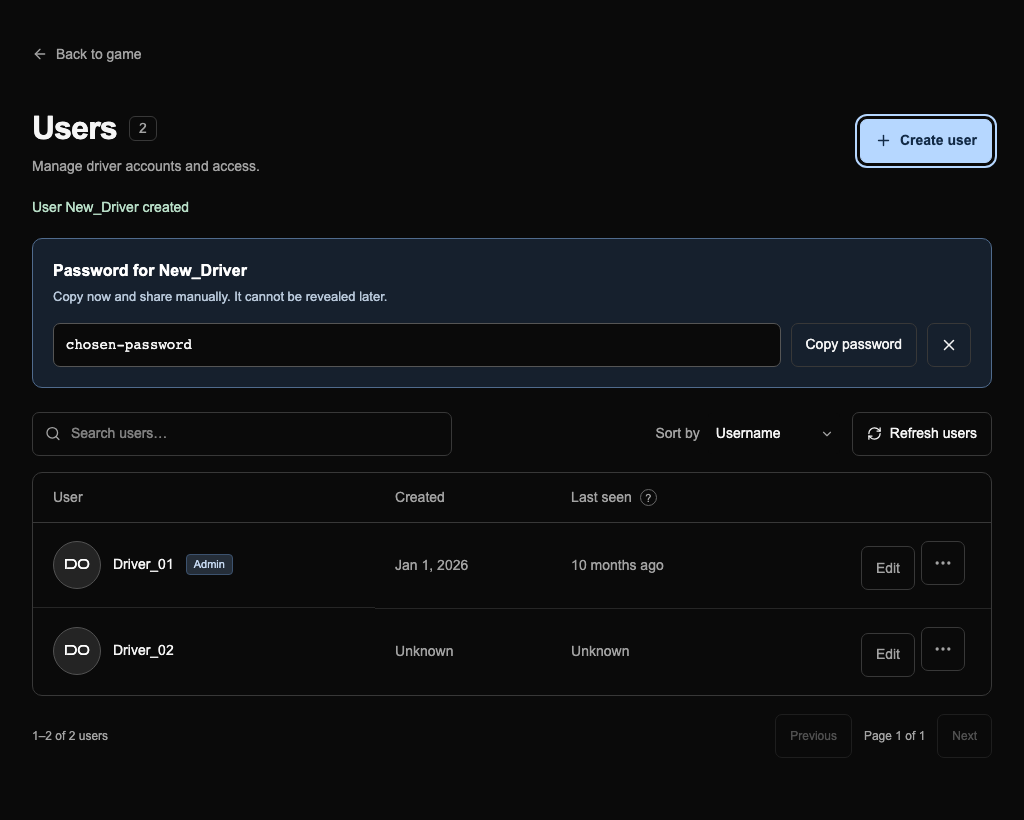 Back to game
Users 2
Manage driver accounts and access.
+ Create user
User New_Driver created
Password for New_Driver
Copy now and share manually. It cannot be revealed later.
chosen-password Copy password
Search users… Sort by Username Refresh users
User Created Last seen ?
DO Driver_01 Admin Jan 1, 2026 10 months ago Edit ···
DO Driver_02 Unknown Unknown Edit ···
1–2 of 2 users Previous Page 1 of 1 Next